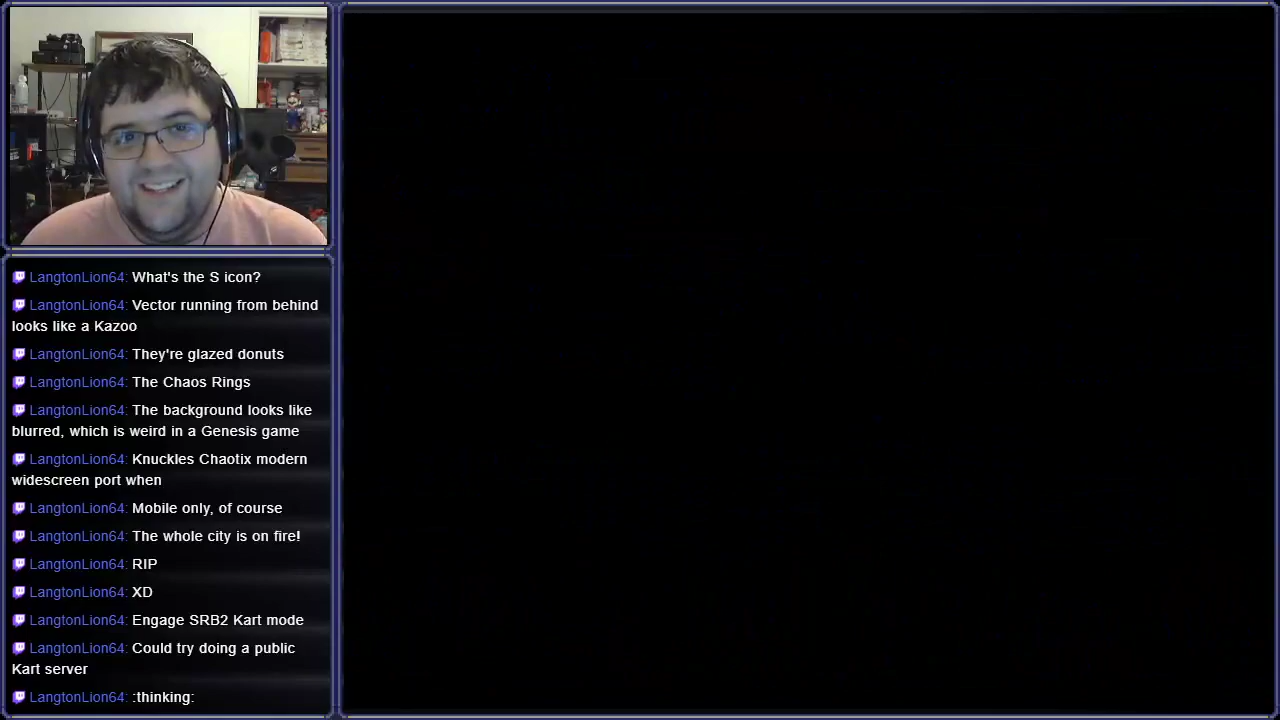 LangtonLion64: What's the S icon?
LangtonLion64: Vector running from behind
looks like a Kazoo
LangtonLion64: They're glazed donuts
LangtonLion64: The Chaos Rings
LangtonLion64: The background looks like
blurred, which is weird in a Genesis game
LangtonLion64: Knuckles Chaotix modern
widescreen port when
LangtonLion64: Mobile only, of course
LangtonLion64: The whole city is on fire!
LangtonLion64: RIP
LangtonLion64: XD
LangtonLion64: Engage SRB2 Kart mode
LangtonLion64: Could try doing a public
Kart server
LangtonLion64: :thinking: